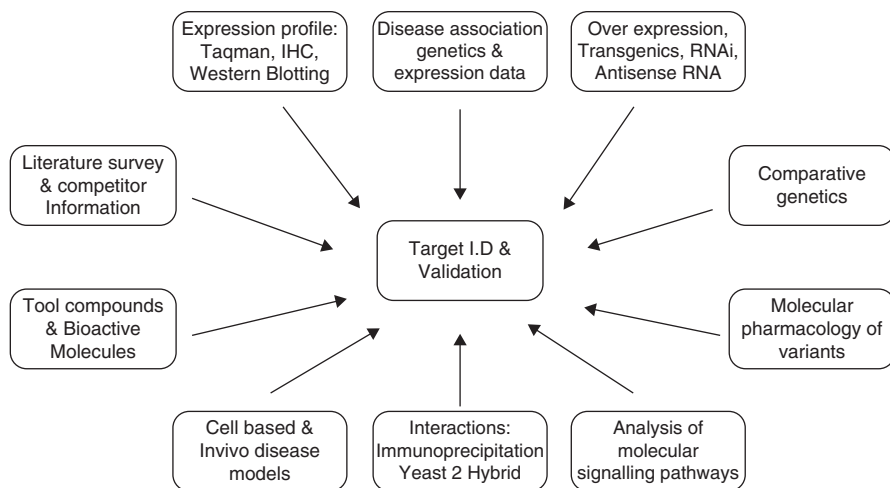 Expression profile:
Taqman, IHC,
Western Blotting
Disease association
genetics &
expression data
Over expression,
Transgenics, RNAi,
Antisense RNA
Literature survey
& competitor
Information
Comparative
genetics
Target I.D &
Validation
Tool compounds
& Bioactive
Molecules
Molecular
pharmacology of
variants
Cell based &
Invivo disease
models
Interactions:
Immunoprecipitation
Yeast 2 Hybrid
Analysis of
molecular
signalling pathways